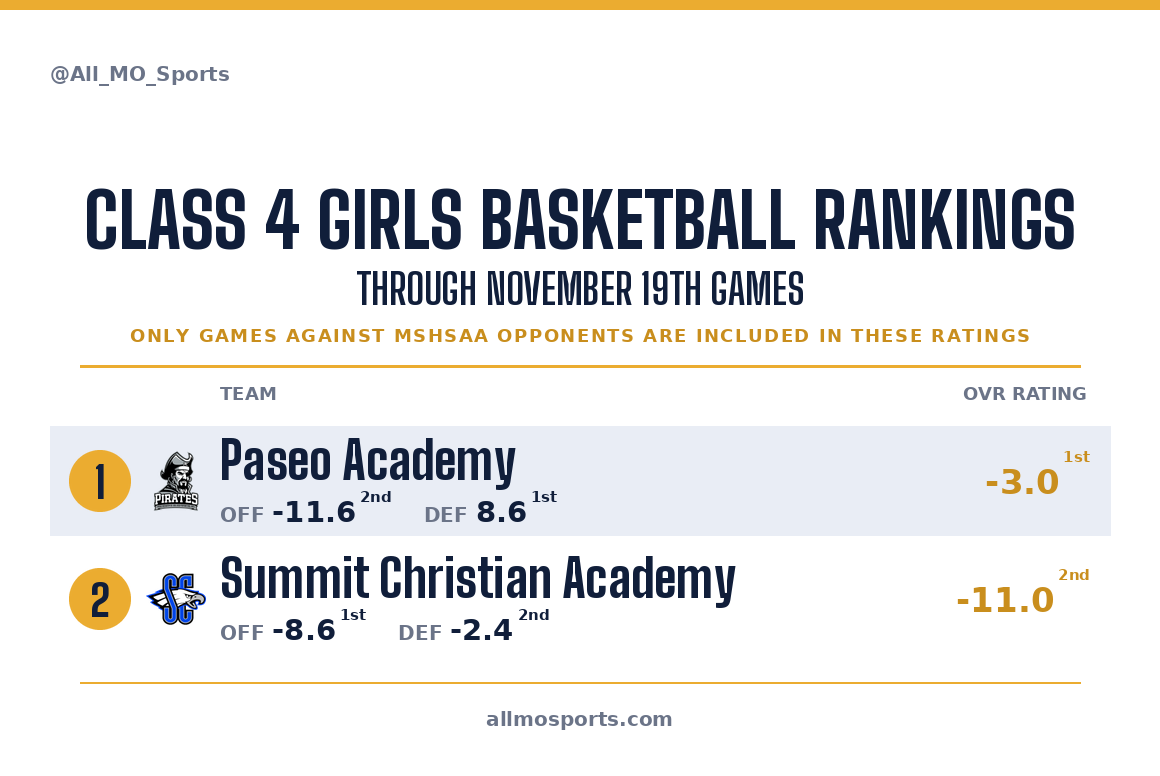 @All_MO_Sports
CLASS 4 GIRLS BASKETBALL RANKINGS
THROUGH NOVEMBER 19TH GAMES
ONLY GAMES AGAINST MSHSAA OPPONENTS ARE INCLUDED IN THESE RATINGS
TEAM OVR RATING
1 PIRATES Paseo Academy -3.0 1st
OFF -11.6 2nd DEF 8.6 1st
2 SC Summit Christian Academy -11.0 2nd
OFF -8.6 1st DEF -2.4 2nd
allmosports.com